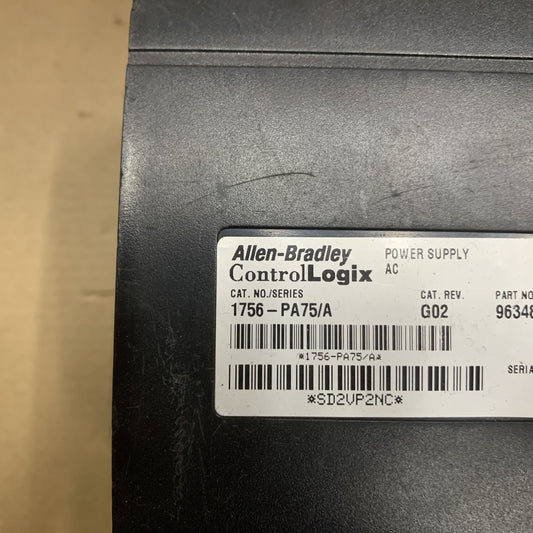 Allen-Bradley POWER SUPPLY
ControlLogix AC
CAT. NO./SERIES CAT. REV. PART NO
1756-PA75/A G02 96348
*1756-PA75/A*
SERIA
*SD2VP2NC*